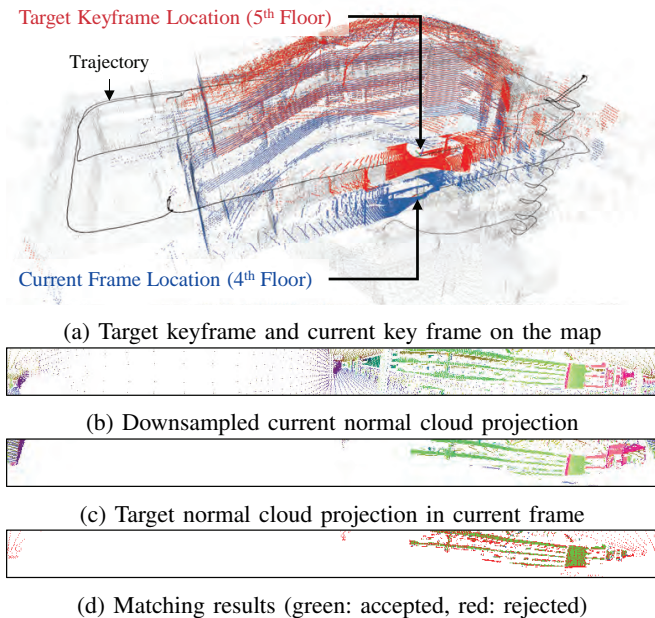 Target Keyframe Location (5th Floor)
Trajectory
Current Frame Location (4th Floor)
(a) Target keyframe and current key frame on the map
(b) Downsampled current normal cloud projection
(c) Target normal cloud projection in current frame
(d) Matching results (green: accepted, red: rejected)